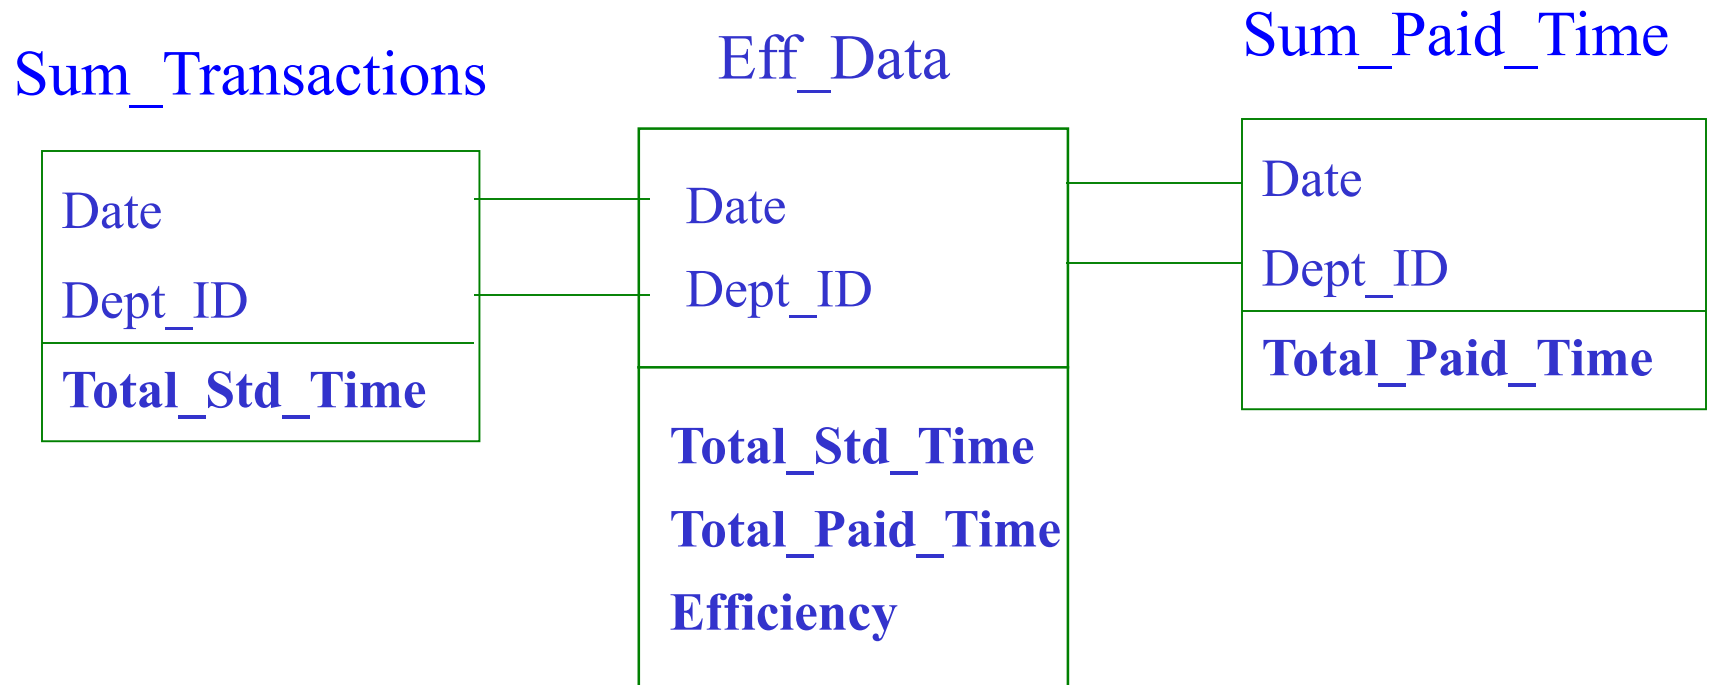 Sum_Transactions
Date
Dept_ID
Total_Std_Time
Eff_Data
Date
Dept_ID
Total_Std_Time
Total_Paid_Time
Efficiency
Sum_Paid_Time
Date
Dept_ID
Total_Paid_Time